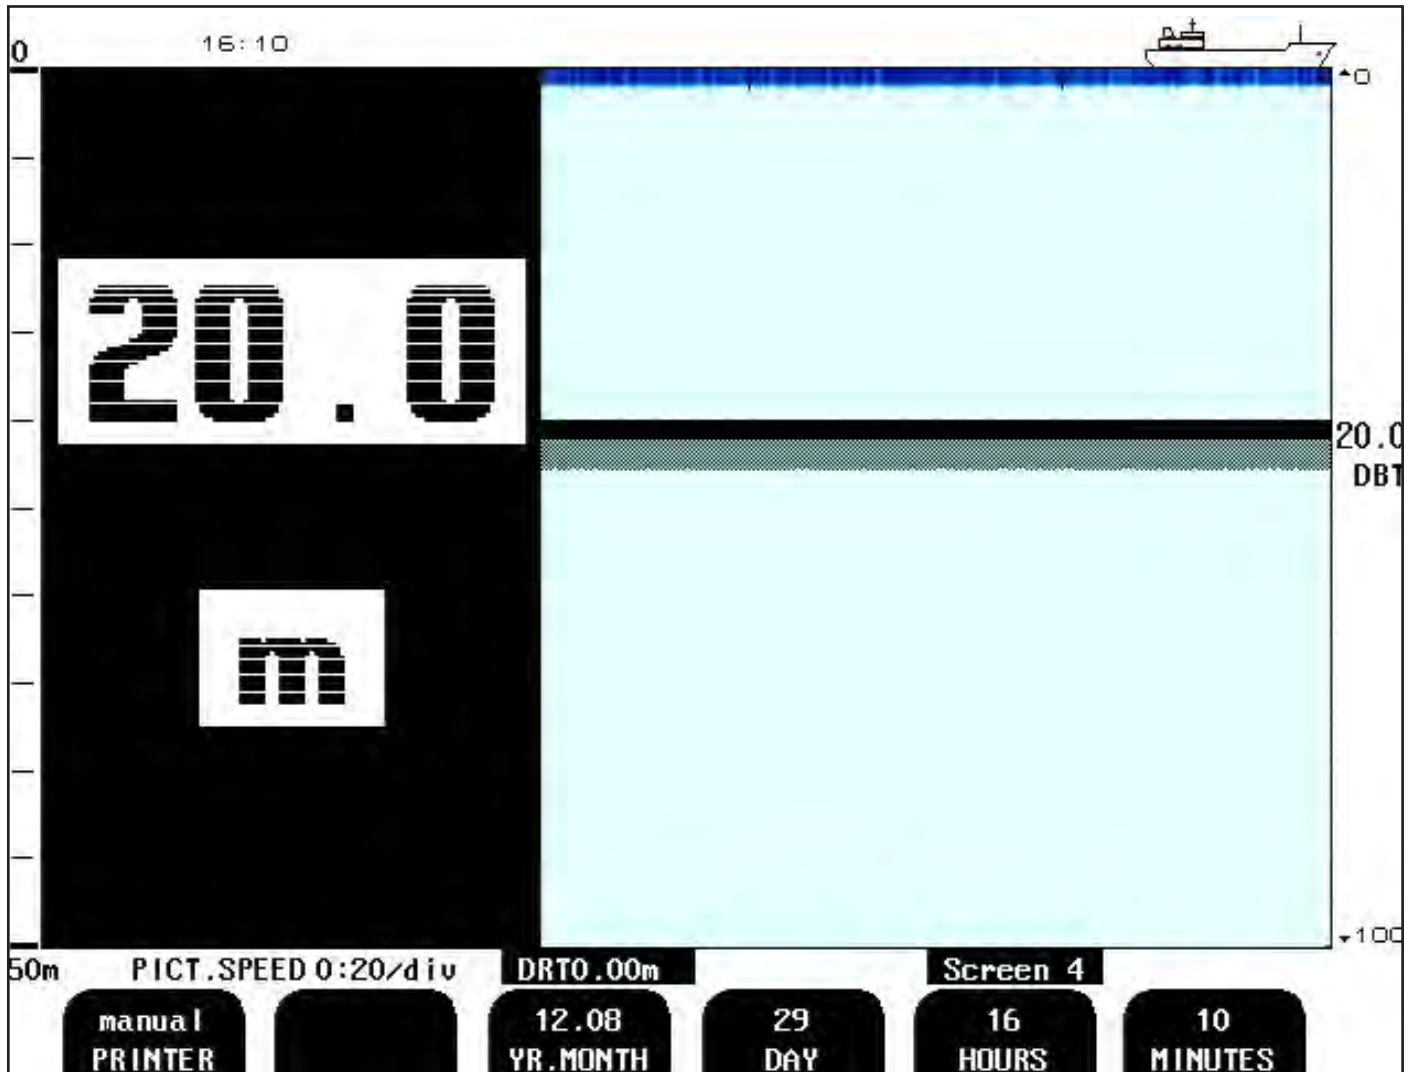 16:10
0
0
20.0
20.0
DBT
m
100
50m PICT.SPEED 0:20/div DRT0.00m Screen 4
manual 12.08 29 16 10
PRINTER YR.MONTH DAY HOURS MINUTES